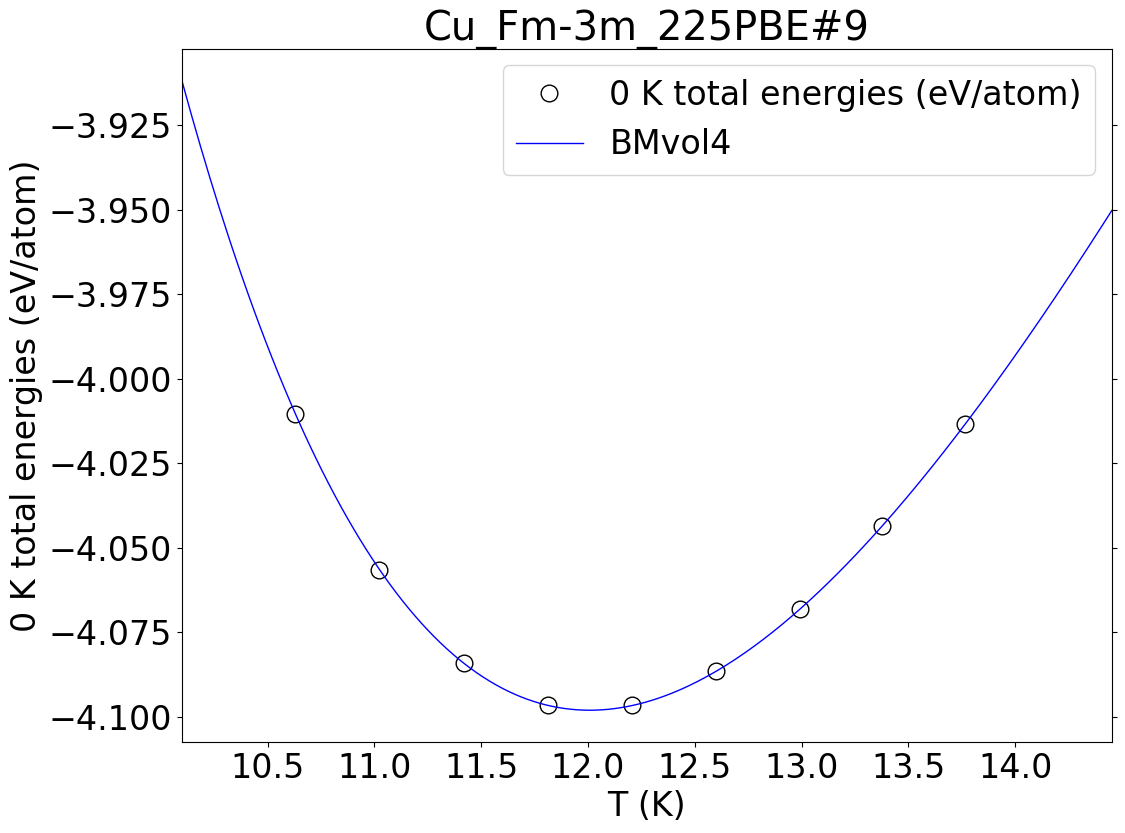 Cu_Fm-3m_225PBE#9
0 K total energies (eV/atom)
BMvol4
0 K total energies (eV/atom)
−3.925
−3.950
−3.975
−4.000
−4.025
−4.050
−4.075
−4.100
10.5 11.0 11.5 12.0 12.5 13.0 13.5 14.0
T (K)